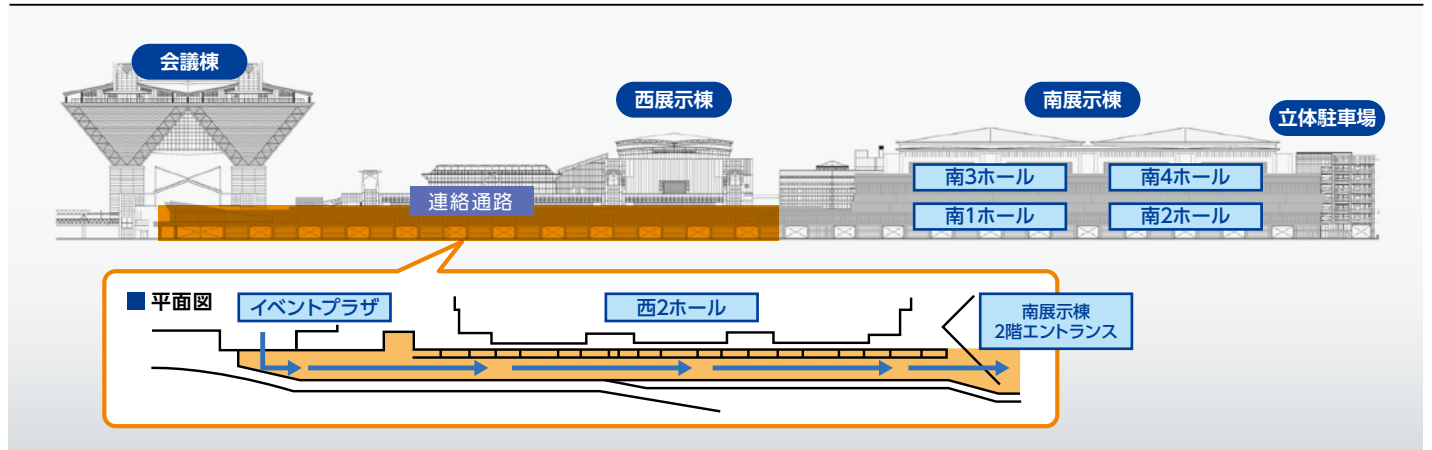 会議棟
西展示棟
南展示棟
立体駐車場
南3ホール
南4ホール
連絡通路
南1ホール
南2ホール
■ 平面図
イベントプラザ
西2ホール
南展示棟
2階エントランス